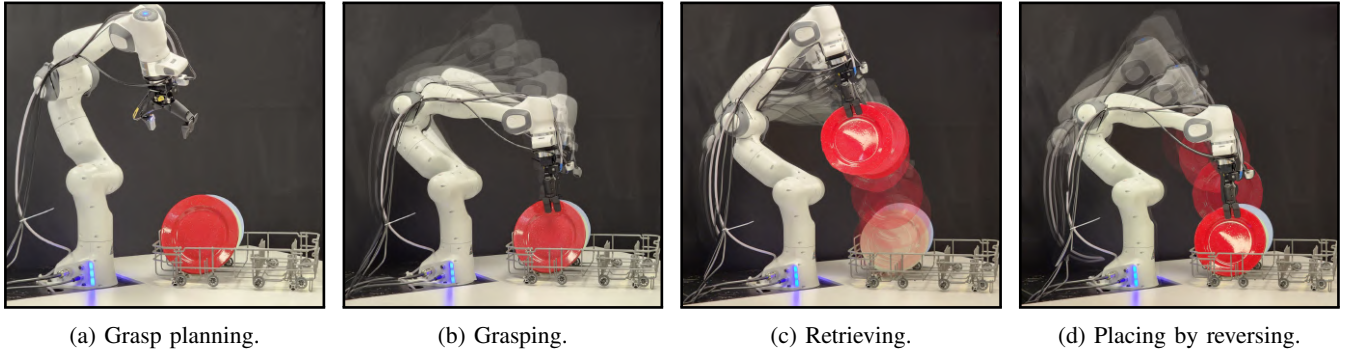 (a) Grasp planning.
(b) Grasping.
(c) Retrieving.
(d) Placing by reversing.